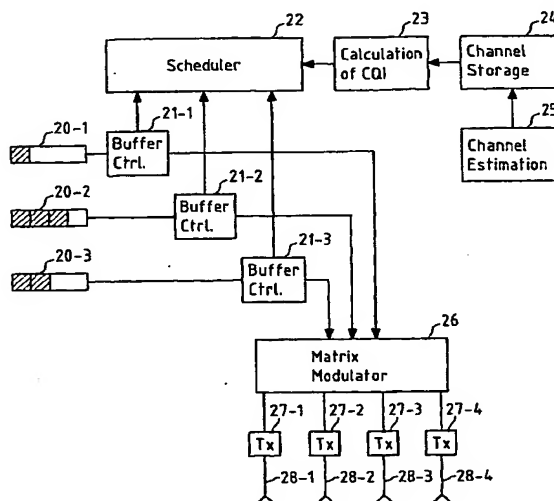 22
23
24
Scheduler
Calculation
of CQI
Channel
Storage
25
Channel
Estimation
20-1
21-1
Buffer
Ctrl.
20-2
21-2
Buffer
Ctrl.
20-3
21-3
Buffer
Ctrl.
26
Matrix
Modulator
27-1
27-2
27-3
27-4
Tx
Tx
Tx
Tx
28-1
28-2
28-3
28-4